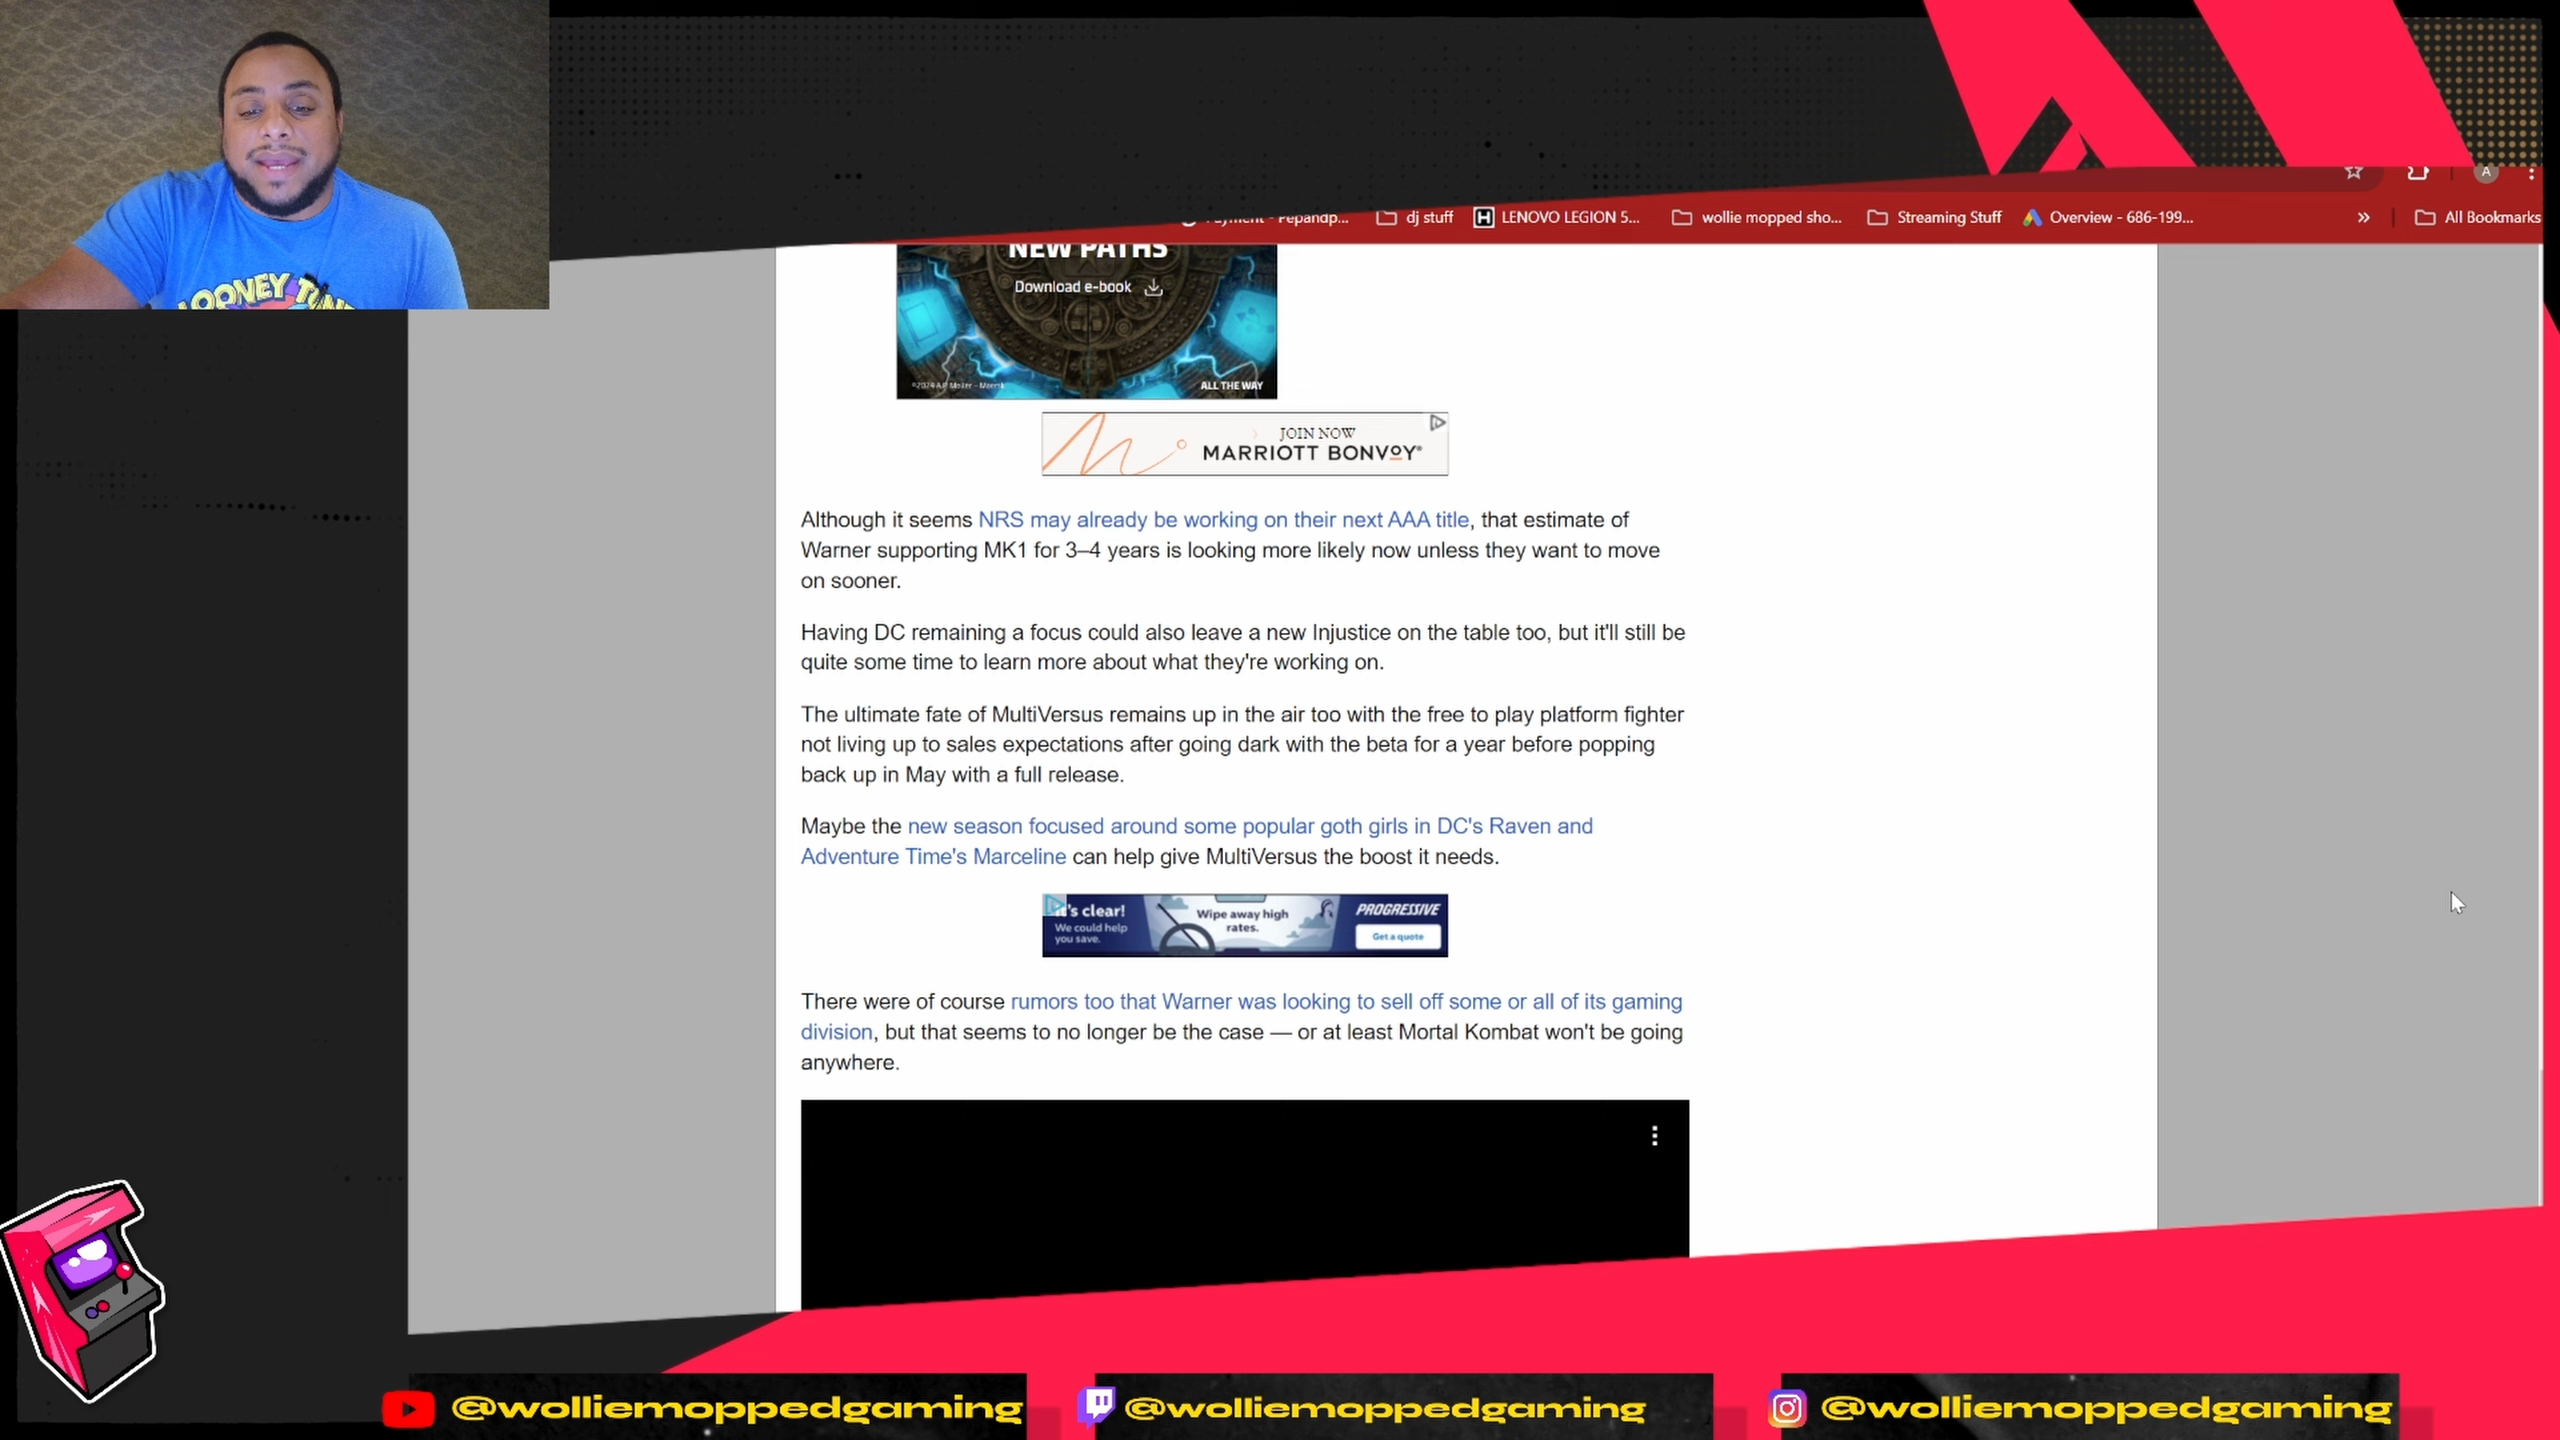 LOONEY TUN
dj stuff
LENOVO LEGION 5...
wollie mopped sho...
Streaming Stuff
Overview - 686-199...
»
All Bookmarks
A
NEW PATHS
Download e-book
ALL THE WAY
JOIN NOW
MARRIOTT BONVOY
Although it seems NRS may already be working on their next AAA title, that estimate of
Warner supporting MK1 for 3–4 years is looking more likely now unless they want to move
on sooner.
Having DC remaining a focus could also leave a new Injustice on the table too, but it'll still be
quite some time to learn more about what they're working on.
The ultimate fate of MultiVersus remains up in the air too with the free to play platform fighter
not living up to sales expectations after going dark with the beta for a year before popping
back up in May with a full release.
Maybe the new season focused around some popular goth girls in DC's Raven and
Adventure Time's Marceline can help give MultiVersus the boost it needs.
's clear!
We could help
you save.
Wipe away high
rates.
PROGRESSIVE
Get a quote
There were of course rumors too that Warner was looking to sell off some or all of its gaming
division, but that seems to no longer be the case — or at least Mortal Kombat won't be going
anywhere.
@wolliemoppedgaming
@wolliemoppedgaming
@wolliemoppedgaming